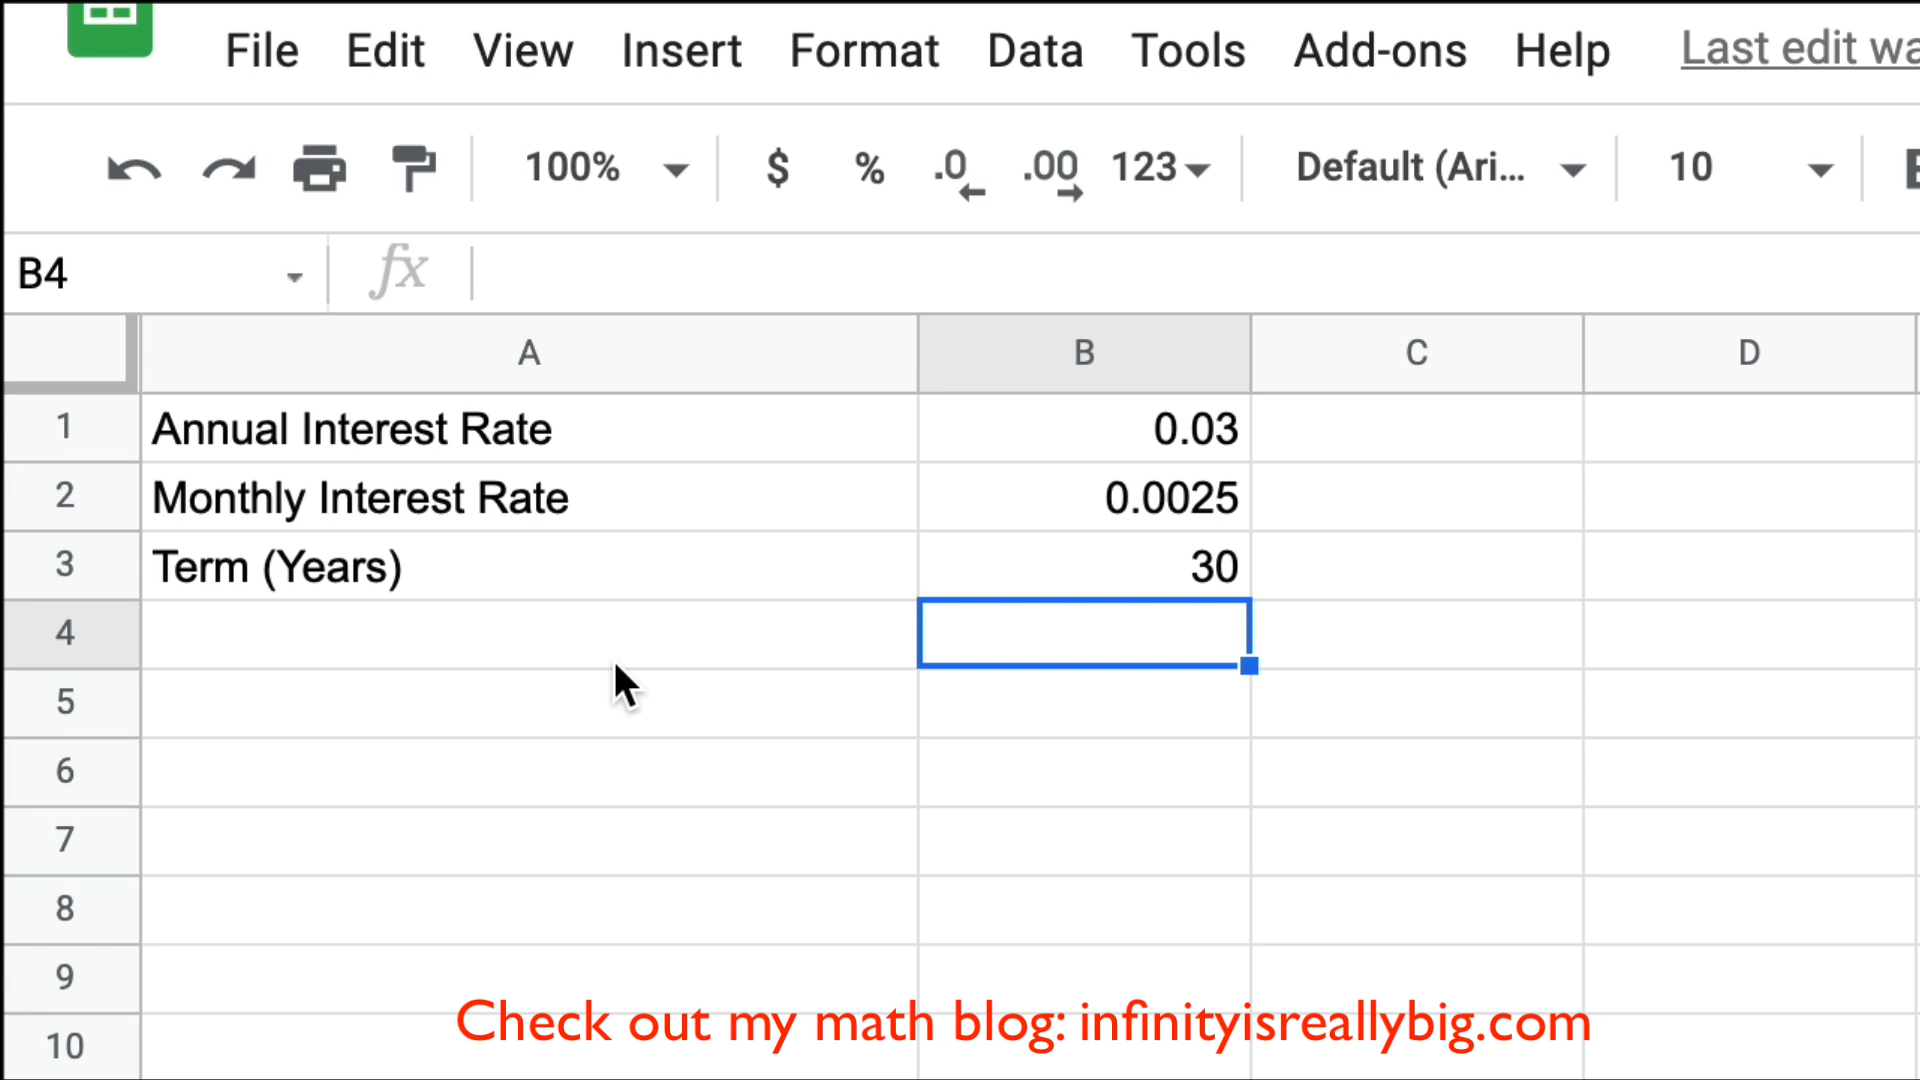 File Edit View Insert Format Data Tools Add-ons Help Last edit wa
100% $ % .0 .00 123 Default (Ari... 10
B4 fx
A B C D
1 Annual Interest Rate 0.03
2 Monthly Interest Rate 0.0025
3 Term (Years) 30
4
5
6
7
8
9
Check out my math blog: infinityisreallybig.com
10